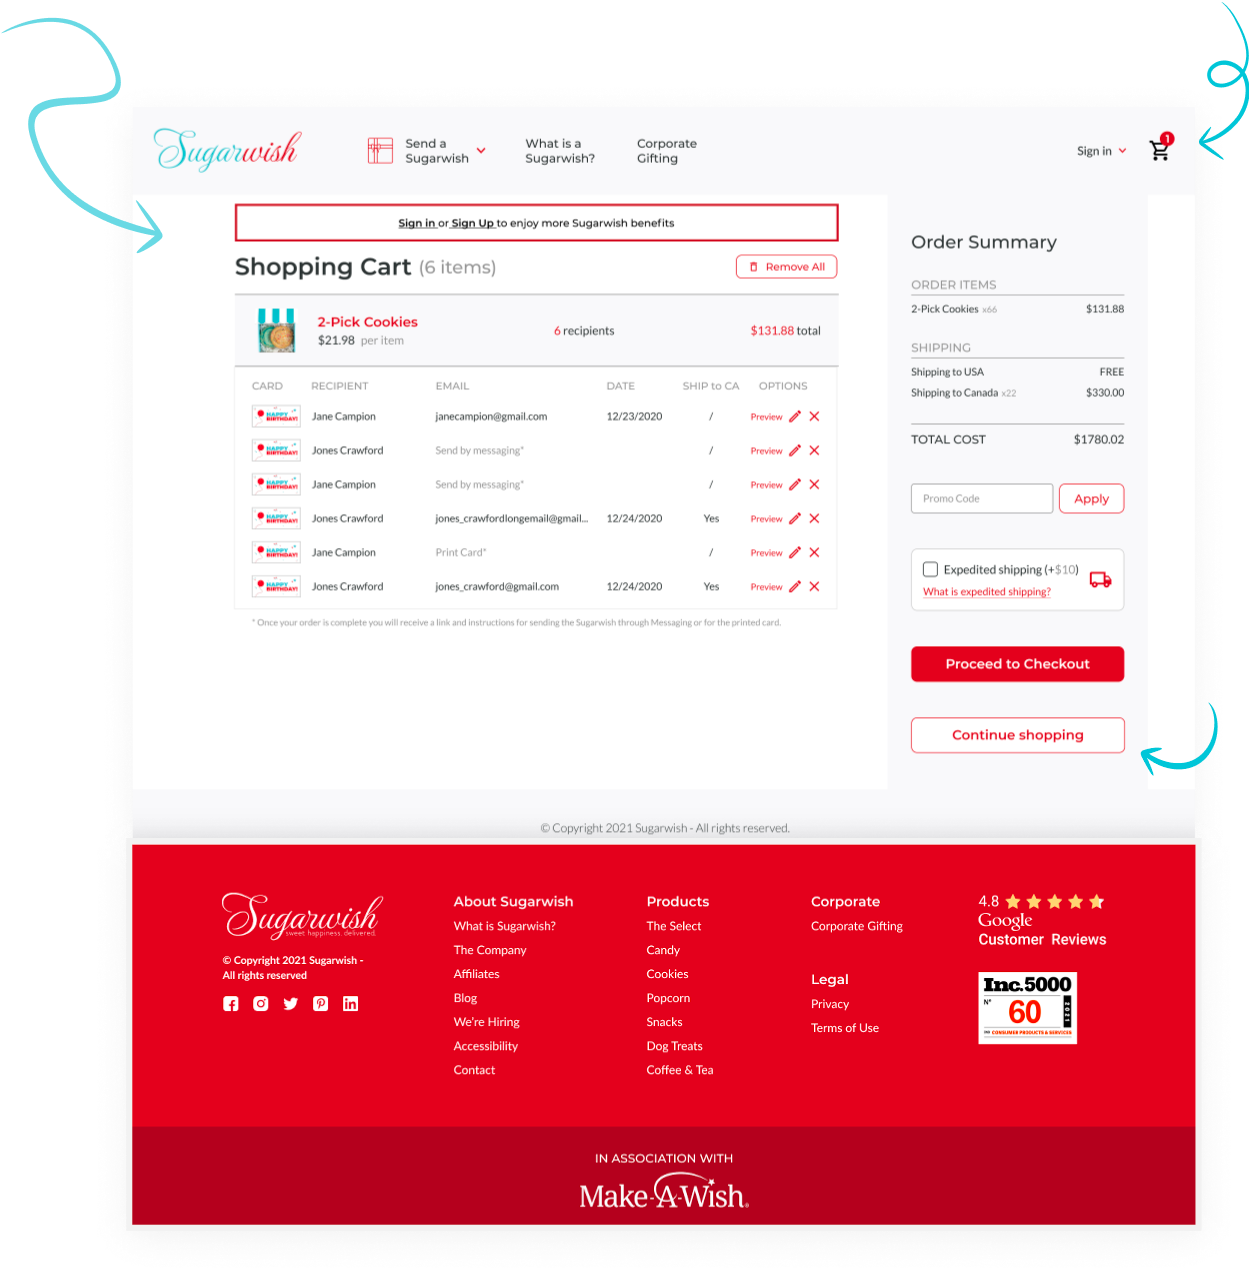 Sugarwish
Send a
Sugarwish
What is a
Sugarwish?
Corporate
Gifting
Sign in
1
Sign in or Sign Up to enjoy more Sugarwish benefits
Shopping Cart (6 items)
Remove All
2-Pick Cookies
$21.98 per item
6 recipients
$131.88 total
CARD RECIPIENT EMAIL DATE SHIP to CA OPTIONS
HAPPY BIRTHDAY! Jane Campion janecampion@gmail.com 12/23/2020 / Preview
HAPPY BIRTHDAY! Jones Crawford Send by messaging* / Preview
HAPPY BIRTHDAY! Jane Campion Send by messaging* / Preview
HAPPY BIRTHDAY! Jones Crawford jones_crawfordlongemail@gmail... 12/24/2020 Yes Preview
HAPPY BIRTHDAY! Jane Campion Print Card* / Preview
HAPPY BIRTHDAY! Jones Crawford jones_crawford@gmail.com 12/24/2020 Yes Preview
* Once your order is complete you will receive a link and instructions for sending the Sugarwish through Messaging or for the printed card.
Order Summary
ORDER ITEMS
2-Pick Cookies x66 $131.88
SHIPPING
Shipping to USA FREE
Shipping to Canada x22 $330.00
TOTAL COST $1780.02
Promo Code
Apply
Expedited shipping (+$10)
What is expedited shipping?
Proceed to Checkout
Continue shopping
© Copyright 2021 Sugarwish - All rights reserved.
Sugarwish
sweet happiness. delivered.
© Copyright 2021 Sugarwish -
All rights reserved
About Sugarwish
What is Sugarwish?
The Company
Affiliates
Blog
We're Hiring
Accessibility
Contact
Products
The Select
Candy
Cookies
Popcorn
Snacks
Dog Treats
Coffee & Tea
Corporate
Corporate Gifting
Legal
Privacy
Terms of Use
4.8
Google
Customer Reviews
Inc.5000
N° 60 2021
INC CONSUMER PRODUCTS & SERVICES
IN ASSOCIATION WITH
Make-A-Wish®